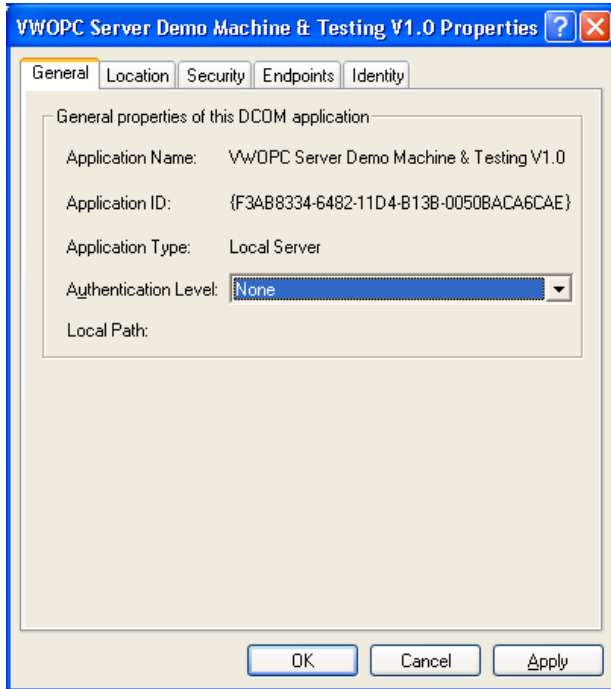 VWOPC Server Demo Machine & Testing V1.0 Properties
General Location Security Endpoints Identity
General properties of this DCOM application
Application Name: VWOPC Server Demo Machine & Testing V1.0
Application ID: {F3AB8334-6482-11D4-B13B-0050BACA6CAE}
Application Type: Local Server
Authentication Level: None
Local Path:
OK Cancel Apply